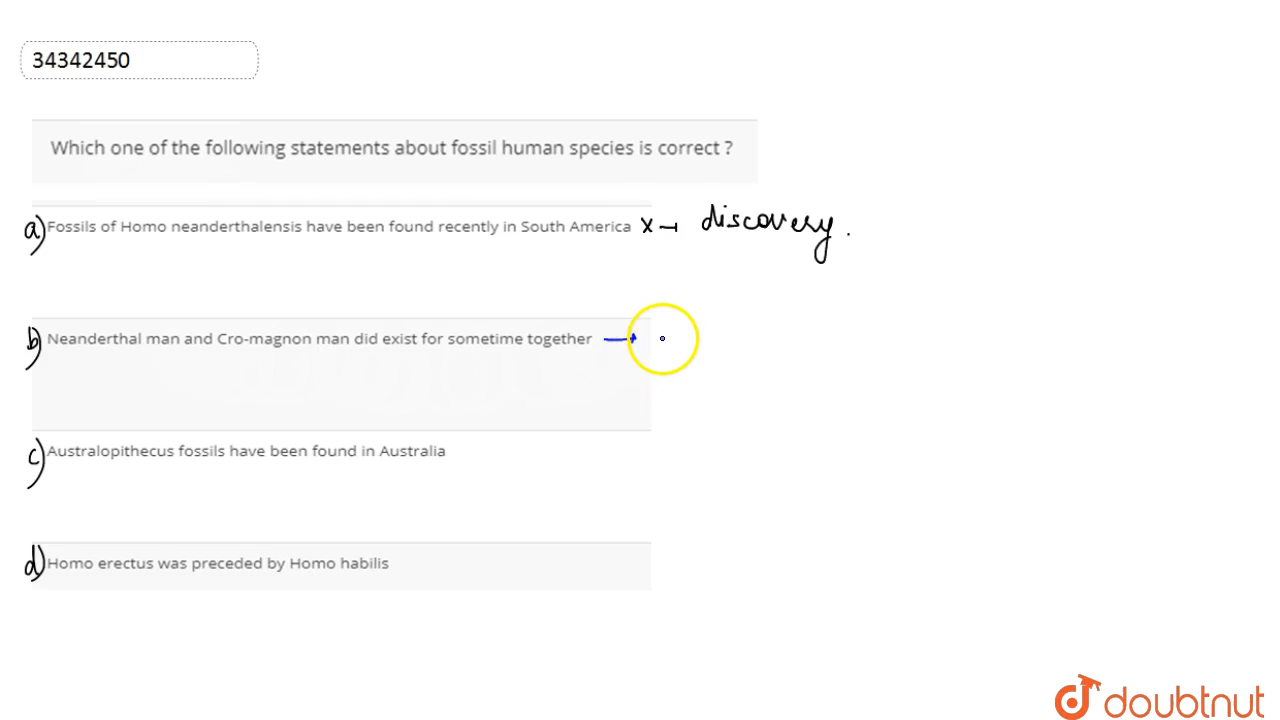 34342450
Which one of the following statements about fossil human species is correct ?
a) Fossils of Homo neanderthalensis have been found recently in South America x → discovery.
b) Neanderthal man and Cro-magnon man did exist for sometime together →
c) Australopithecus fossils have been found in Australia
d) Homo erectus was preceded by Homo habilis
doubtnut